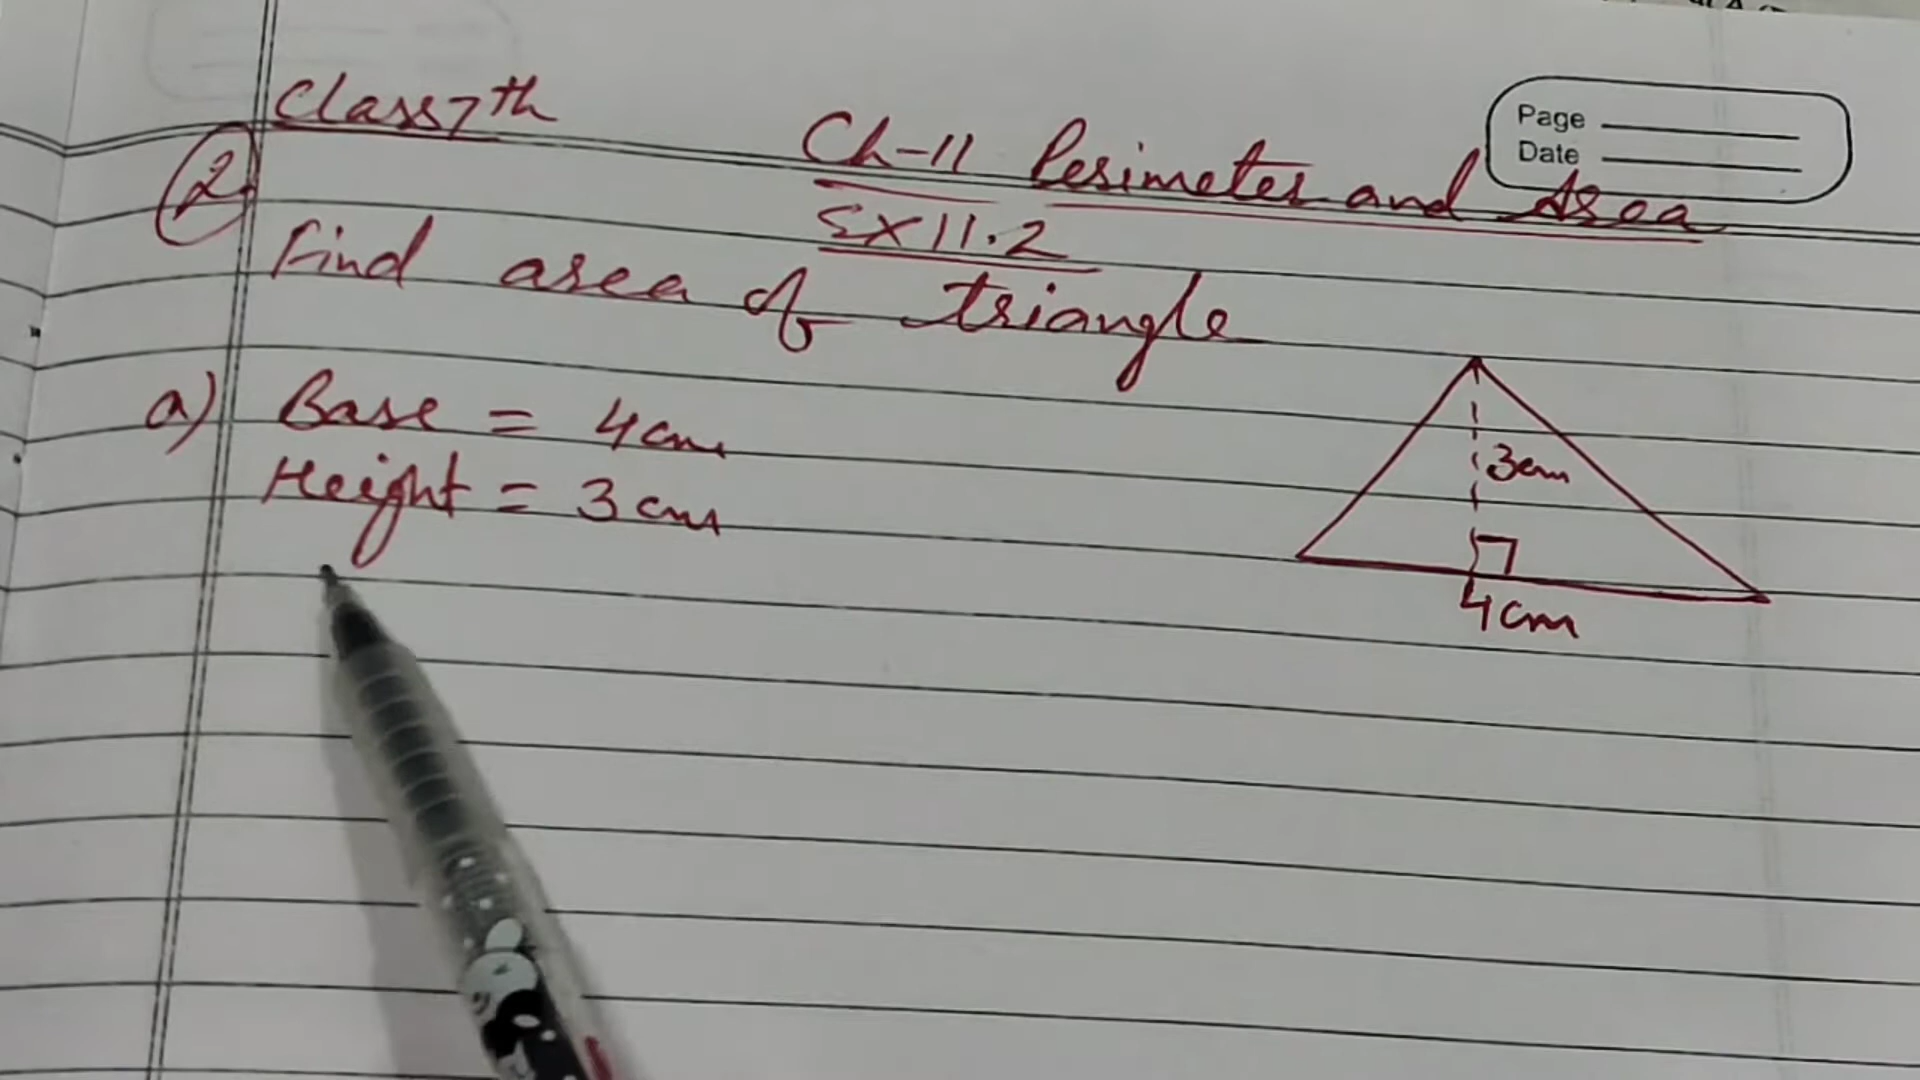 Class 7th
Page
Date
Ch-11 Perimeter and Area
Ex 11.2
2.
Find area of triangle
a) Base = 4cm
Height = 3cm
3cm
4cm